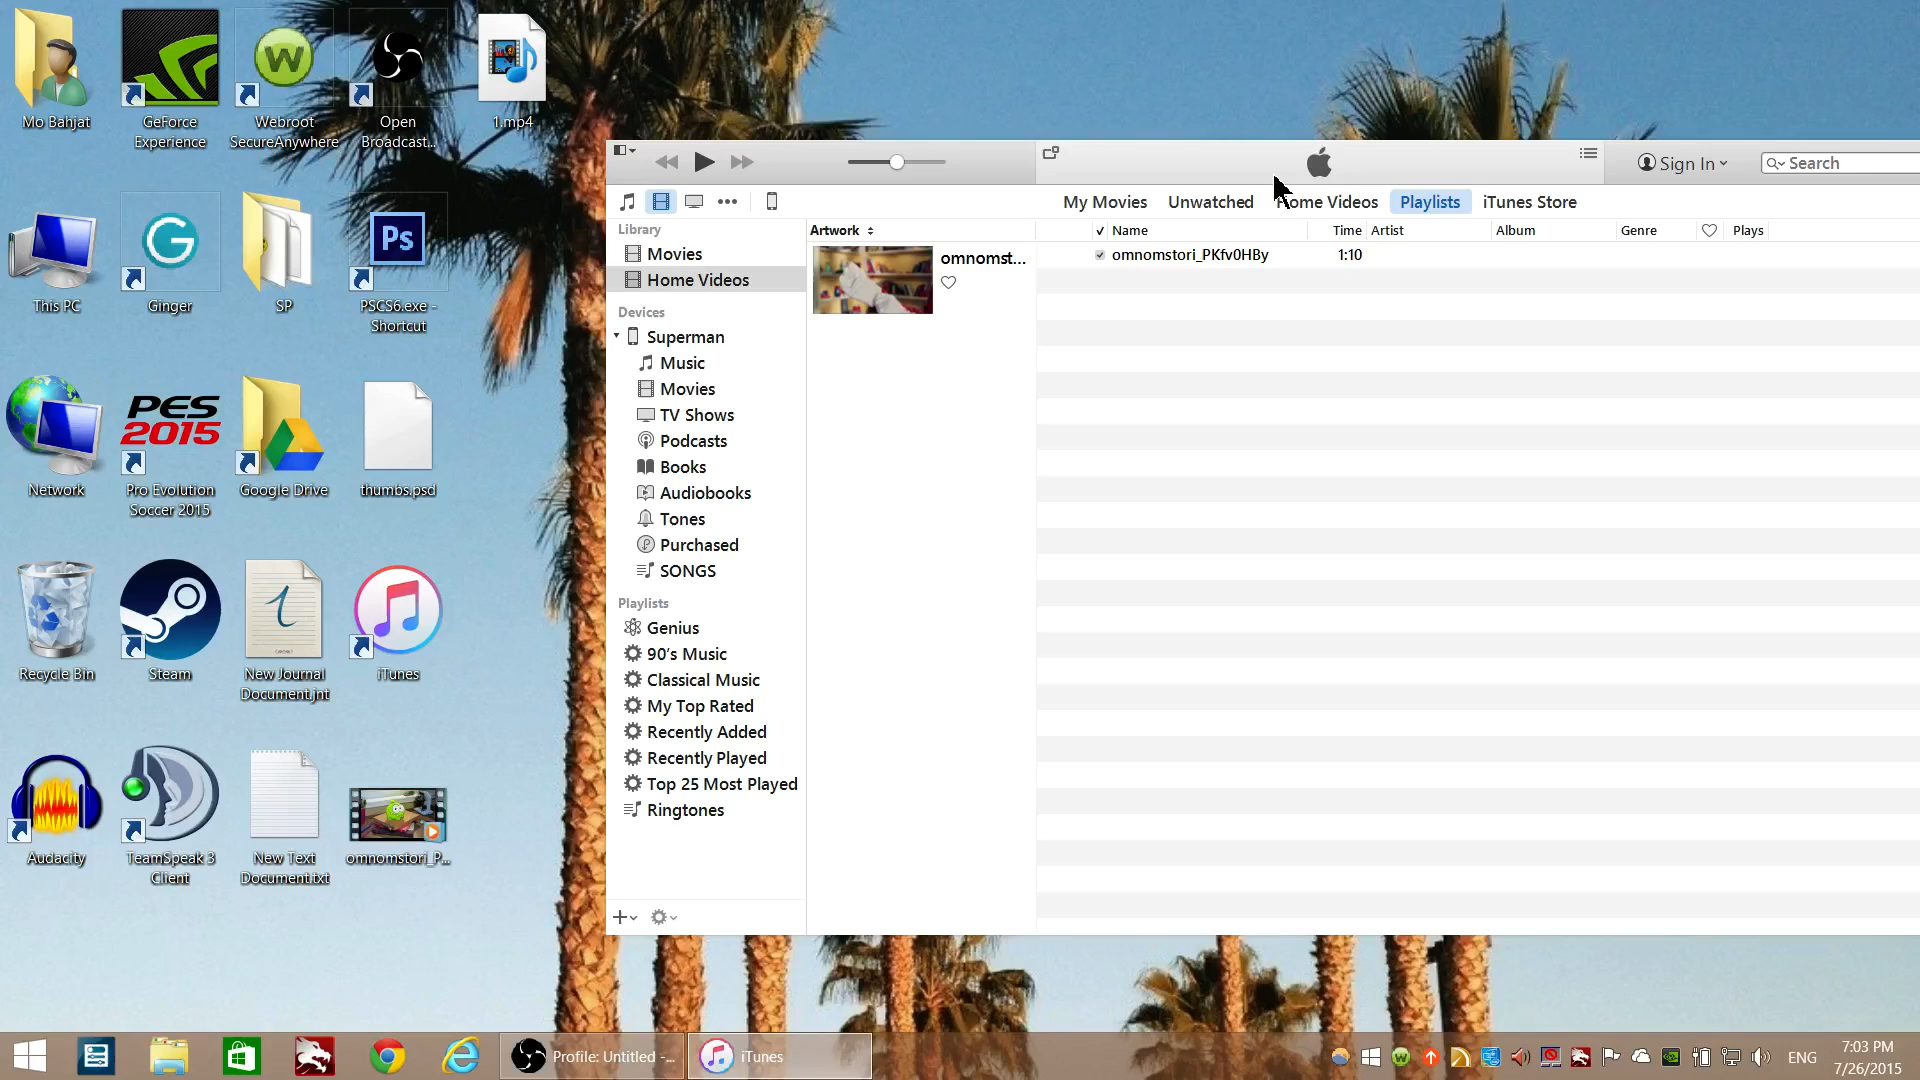 Mo Bahjat
GeForce
Experience
W
Webroot
SecureAnywhere
Open
Broadcast...
1.mp4
This PC
G
Ginger
SP
Ps
PSCS6.exe -
Shortcut
Network
PES
2015
Pro Evolution
Soccer 2015
Google Drive
thumbs.psd
Recycle Bin
Steam
New Journal
Document.jnt
iTunes
Audacity
TeamSpeak 3
Client
New Text
Document.txt
omnomstori_P...
Sign In
Search
My Movies
Unwatched
ome Videos
Playlists
iTunes Store
Library
Movies
Home Videos
Devices
Superman
Music
Movies
TV Shows
Podcasts
Books
Audiobooks
Tones
Purchased
SONGS
Playlists
Genius
90's Music
Classical Music
My Top Rated
Recently Added
Recently Played
Top 25 Most Played
Ringtones
Artwork
omnomst...
Name
Time
Artist
Album
Genre
Plays
omnomstori_PKfv0HBy
1:10
Profile: Untitled -...
iTunes
ENG
7:03 PM
7/26/2015